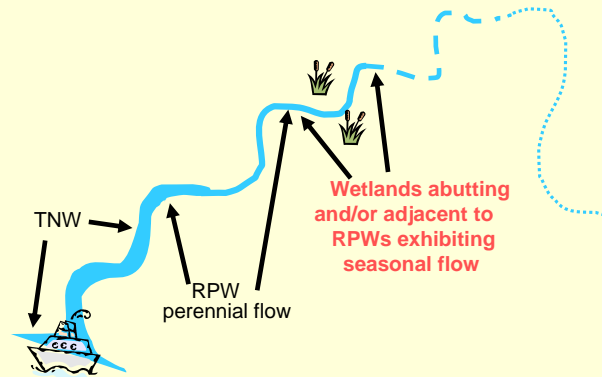 Wetlands abutting
and/or adjacent to
RPWs exhibiting
seasonal flow
TNW
RPW
perennial flow